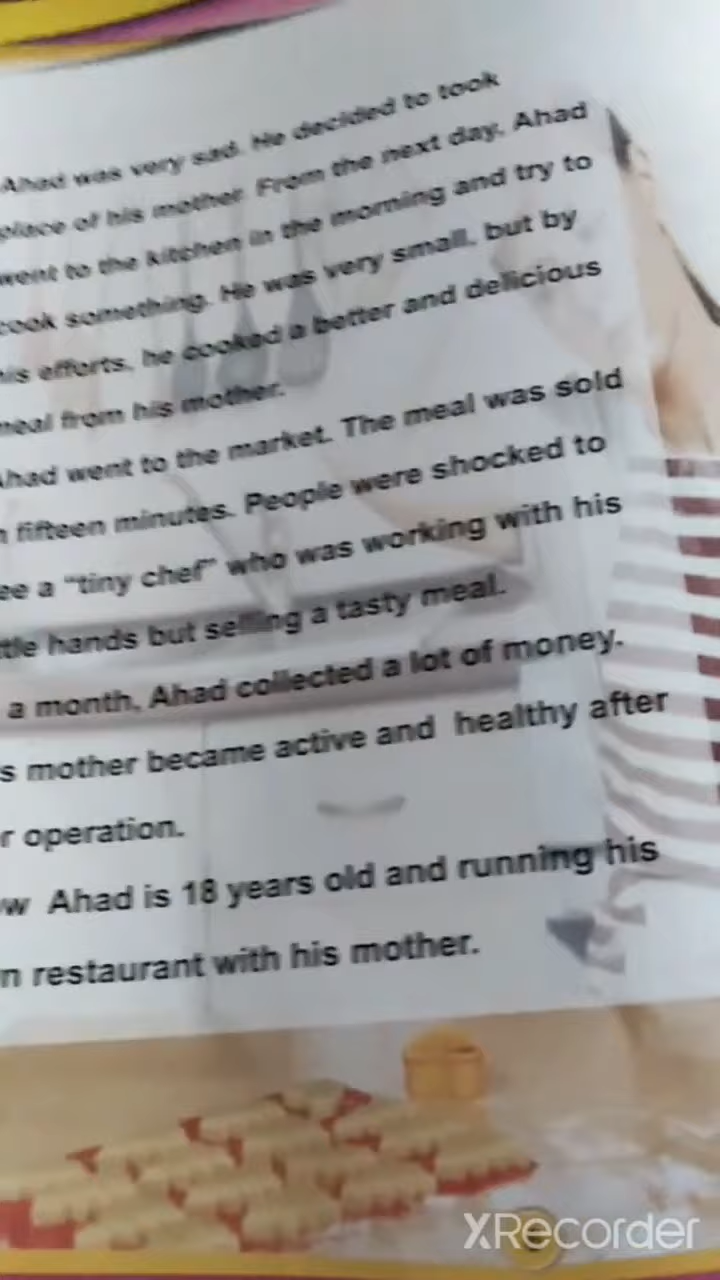 Ahad was very sad. He decided to took
place of his mother. From the next day, Ahad
went to the kitchen in the morning and try to
cook something. He was very small, but by
his efforts, he cooked a better and delicious
meal from his mother.
Ahad went to the market. The meal was sold
n fifteen minutes. People were shocked to
ee a “tiny chef” who was working with his
ttle hands but selling a tasty meal.
a month, Ahad collected a lot of money.
s mother became active and healthy after
r operation.
ow Ahad is 18 years old and running his
n restaurant with his mother.
XRecorder